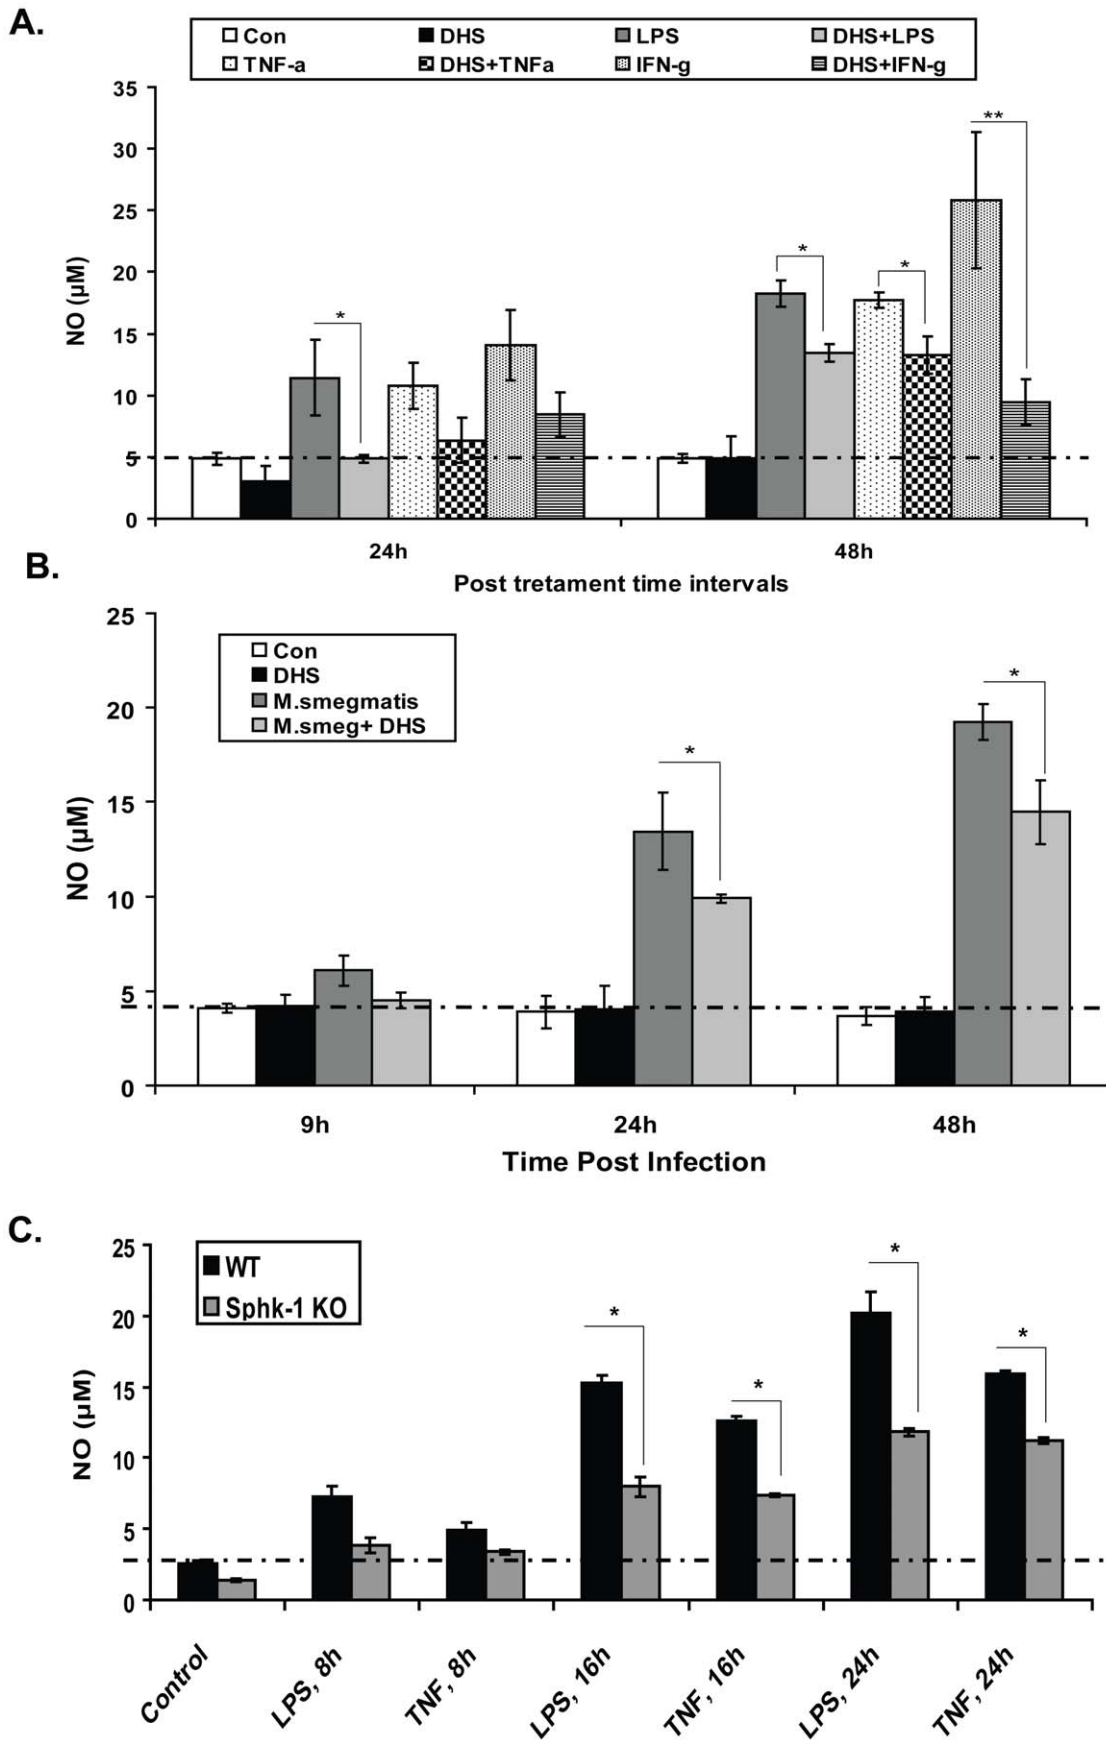 A.
Con DHS LPS DHS+LPS
TNF-a DHS+TNFa IFN-g DHS+IFN-g
35
30
25
20
15
10
5
0
NO (µM)
*
*
*
**
24h 48h
Post tretament time intervals
B.
25
20
15
10
5
0
NO (µM)
Con
DHS
M.smegmatis
M.smeg+ DHS
*
*
9h 24h 48h
Time Post Infection
C.
25
20
15
10
5
0
NO (µM)
WT
Sphk-1 KO
*
*
*
*
Control
LPS, 8h
TNF, 8h
LPS, 16h
TNF, 16h
LPS, 24h
TNF, 24h